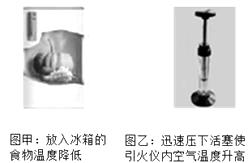 图甲：放入冰箱的
食物温度降低
图乙：迅速压下活塞使
引火仪内空气温度升高